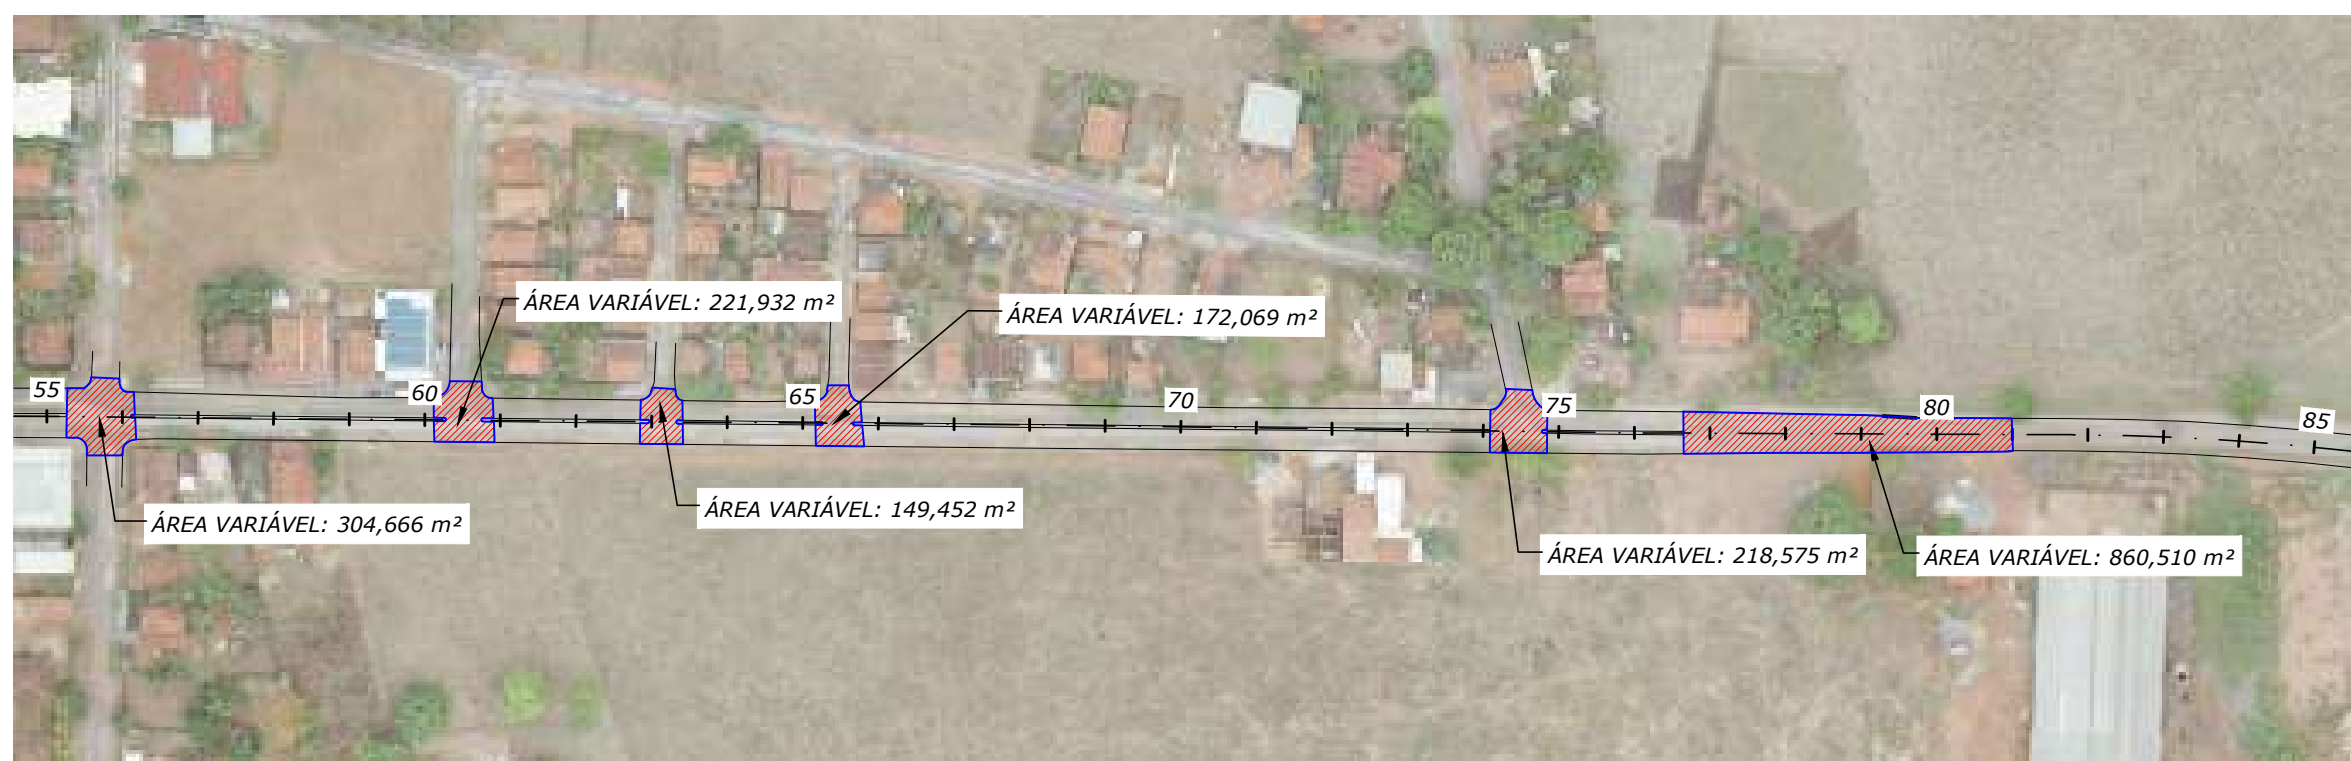 ÁREA VARIÁVEL: 221,932 m²
ÁREA VARIÁVEL: 172,069 m²
55
60
65
70
75
80
85
ÁREA VARIÁVEL: 304,666 m²
ÁREA VARIÁVEL: 149,452 m²
ÁREA VARIÁVEL: 218,575 m²
ÁREA VARIÁVEL: 860,510 m²